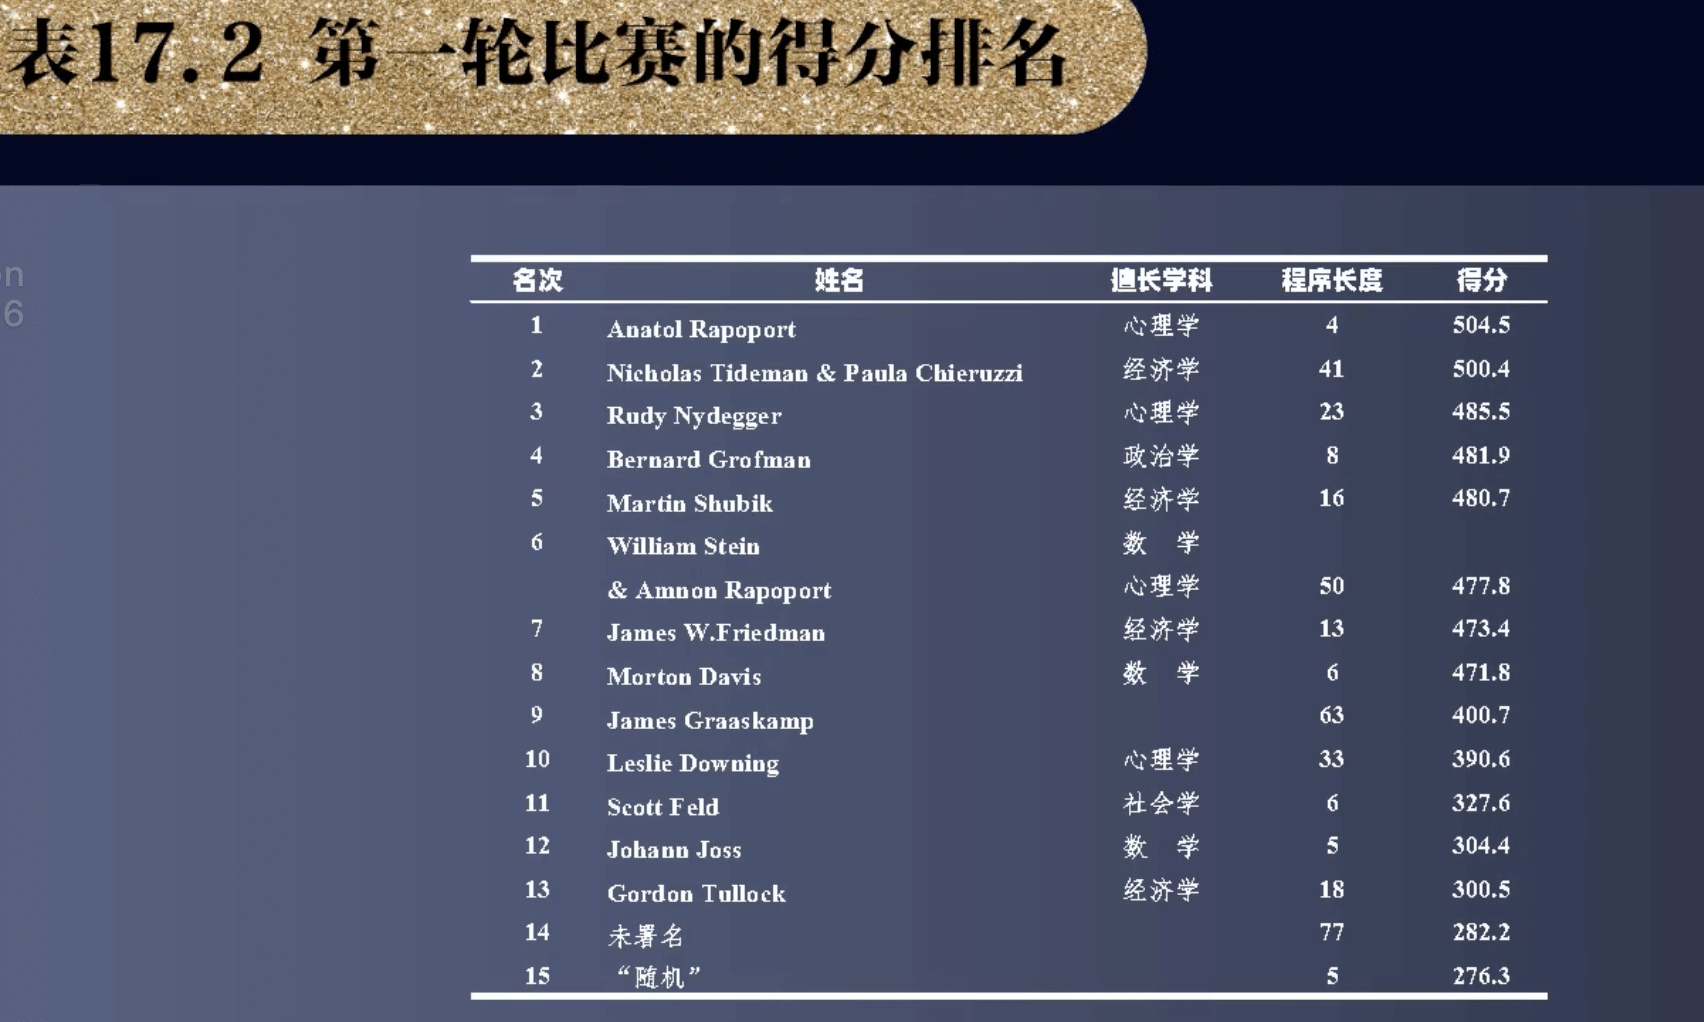 表17.2 第一轮比赛的得分排名
on
6
名次 姓名 擅长学科 程序长度 得分
1 Anatol Rapoport 心理学 4 504.5
2 Nicholas Tideman & Paula Chieruzzi 经济学 41 500.4
3 Rudy Nydegger 心理学 23 485.5
4 Bernard Grofman 政治学 8 481.9
5 Martin Shubik 经济学 16 480.7
6 William Stein 数 学
& Amnon Rapoport 心理学 50 477.8
7 James W.Friedman 经济学 13 473.4
8 Morton Davis 数 学 6 471.8
9 James Graaskamp 63 400.7
10 Leslie Downing 心理学 33 390.6
11 Scott Feld 社会学 6 327.6
12 Johann Joss 数 学 5 304.4
13 Gordon Tullock 经济学 18 300.5
14 未署名 77 282.2
15 “随机” 5 276.3